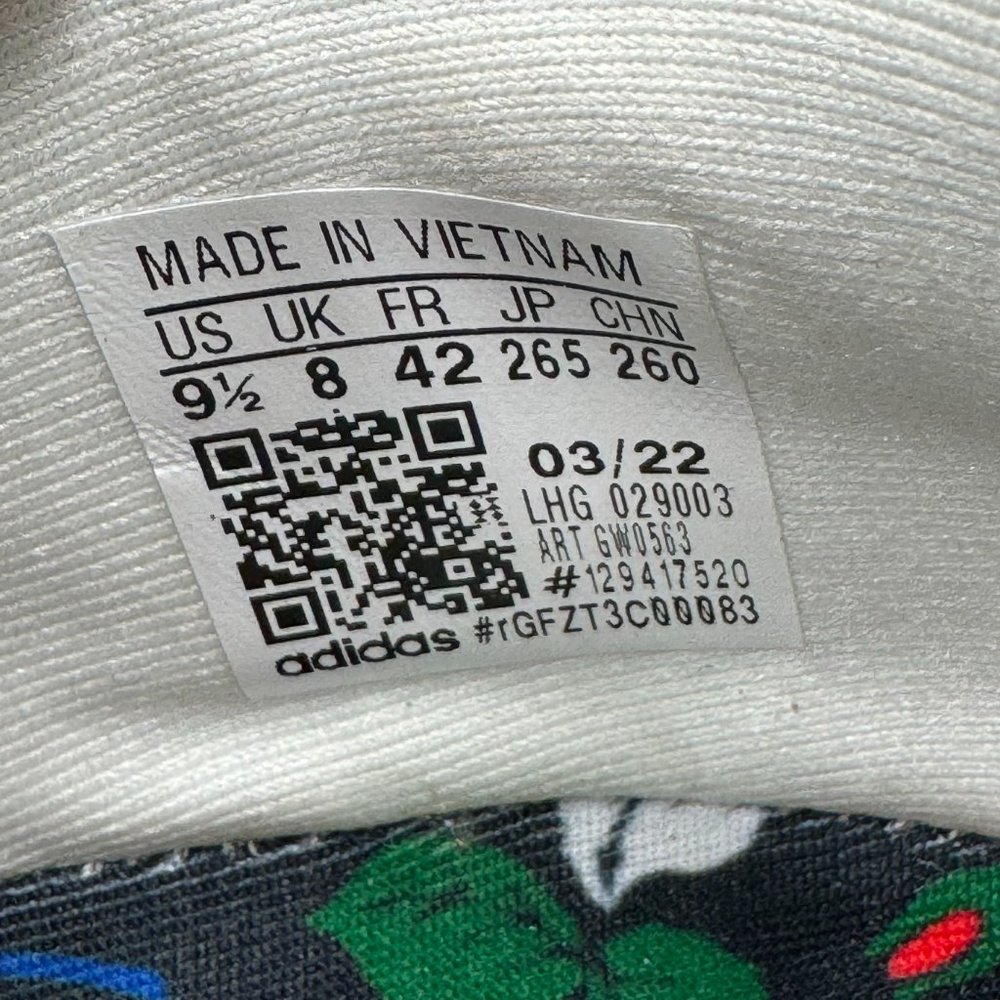 MADE IN VIETNAM
US UK FR JP CHN
9½ 8 42 265 260
03/22
LHG 029003
ART GW0563
#129417520
adidas #rGFZT3C00083